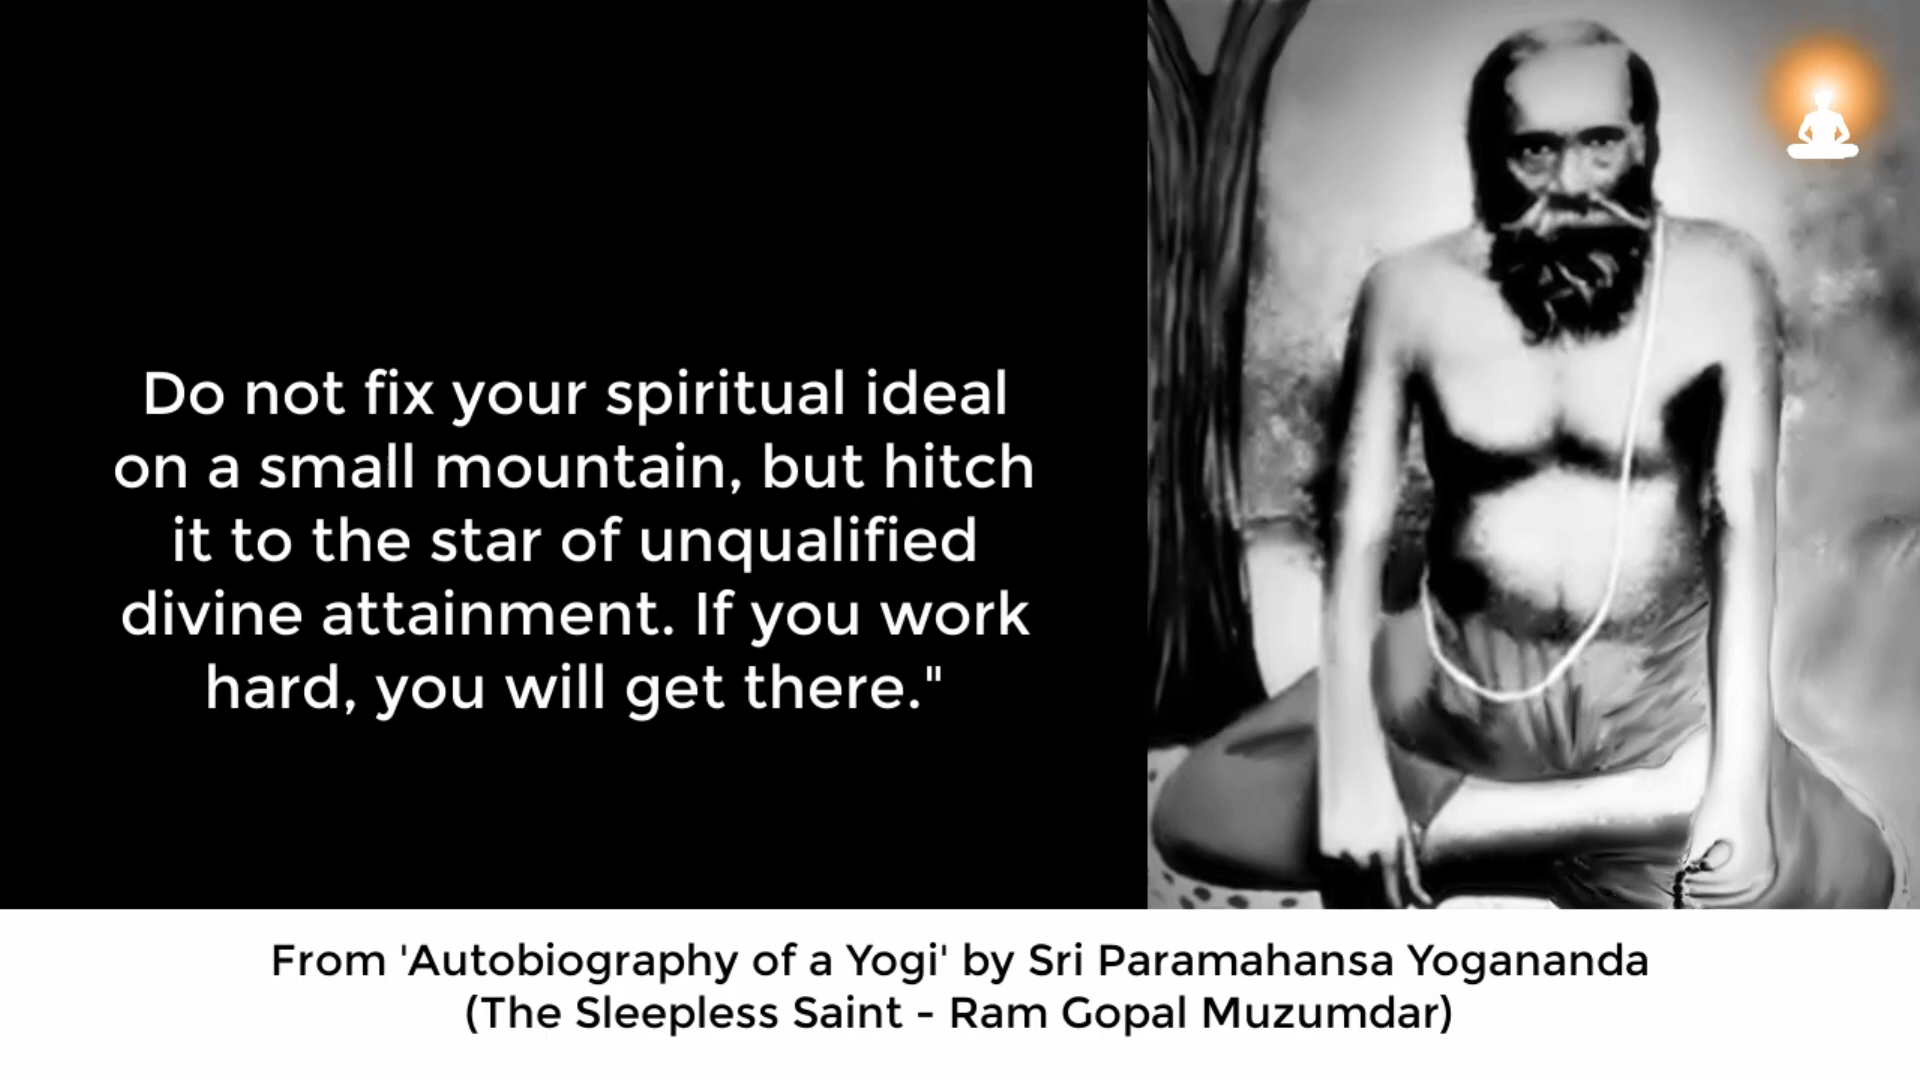 Do not fix your spiritual ideal
on a small mountain, but hitch
it to the star of unqualified
divine attainment. If you work
hard, you will get there."
From 'Autobiography of a Yogi' by Sri Paramahansa Yogananda
(The Sleepless Saint - Ram Gopal Muzumdar)